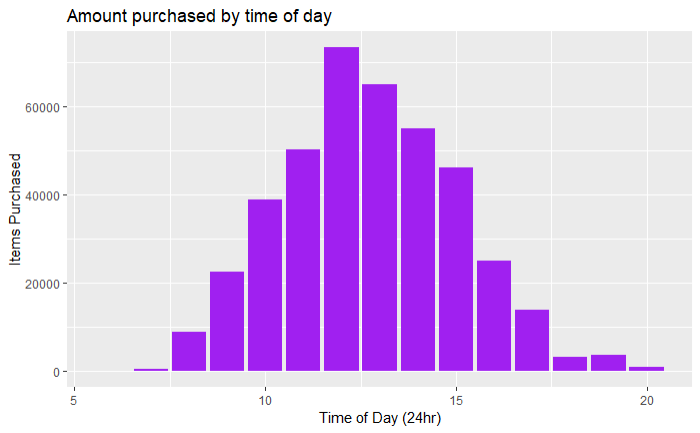 Amount purchased by time of day
Items Purchased
60000
40000
20000
0
5
10
15
20
Time of Day (24hr)